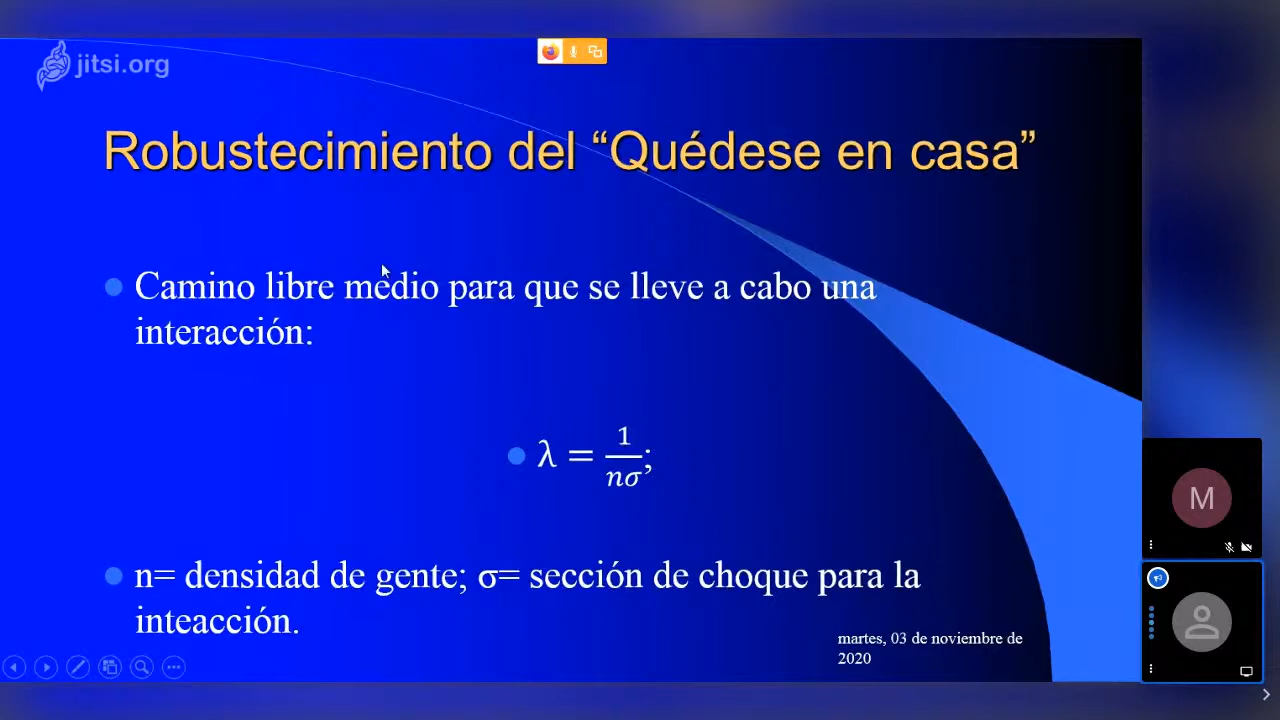 jitsi.org
Robustecimiento del “Quédese en casa”
Camino libre medio para que se lleve a cabo una
interacción:
λ = 1/nσ;
n= densidad de gente; σ= sección de choque para la
inteacción.
martes, 03 de noviembre de
2020
M